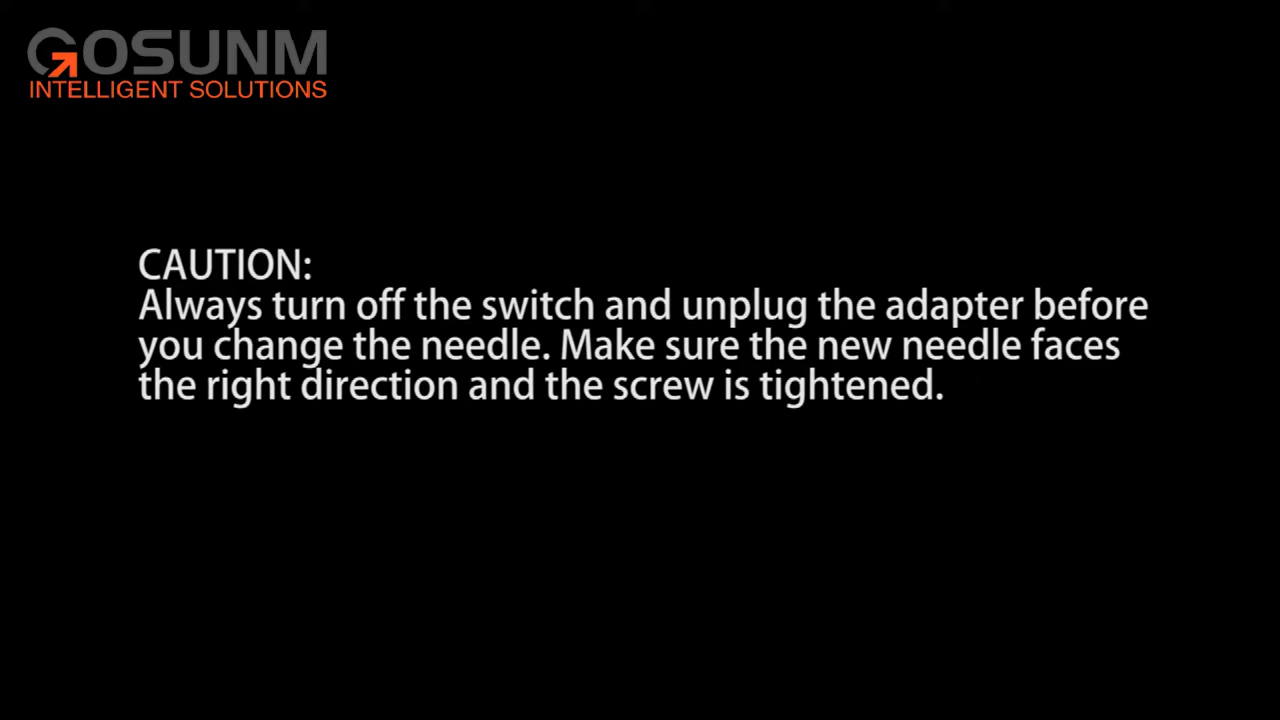 GOSUNM
INTELLIGENT SOLUTIONS
CAUTION:
Always turn off the switch and unplug the adapter before
you change the needle. Make sure the new needle faces
the right direction and the screw is tightened.